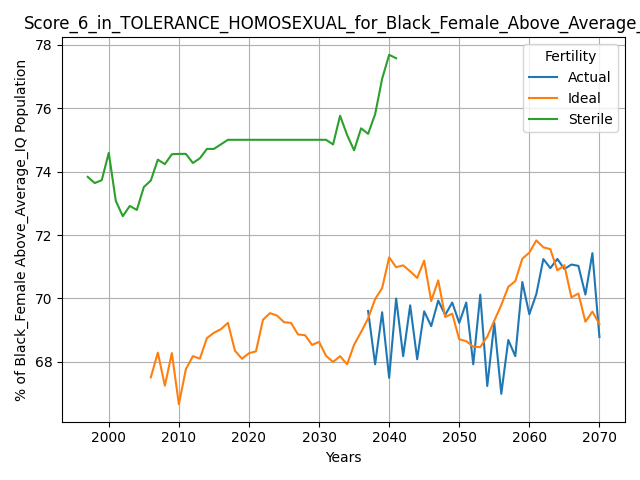 Score_6_in_TOLERANCE_HOMOSEXUAL_for_Black_Female_Above_Average_
Fertility
Actual
Ideal
Sterile
% of Black_Female Above_Average_IQ Population
78
76
74
72
70
68
2000
2010
2020
2030
2040
2050
2060
2070
Years